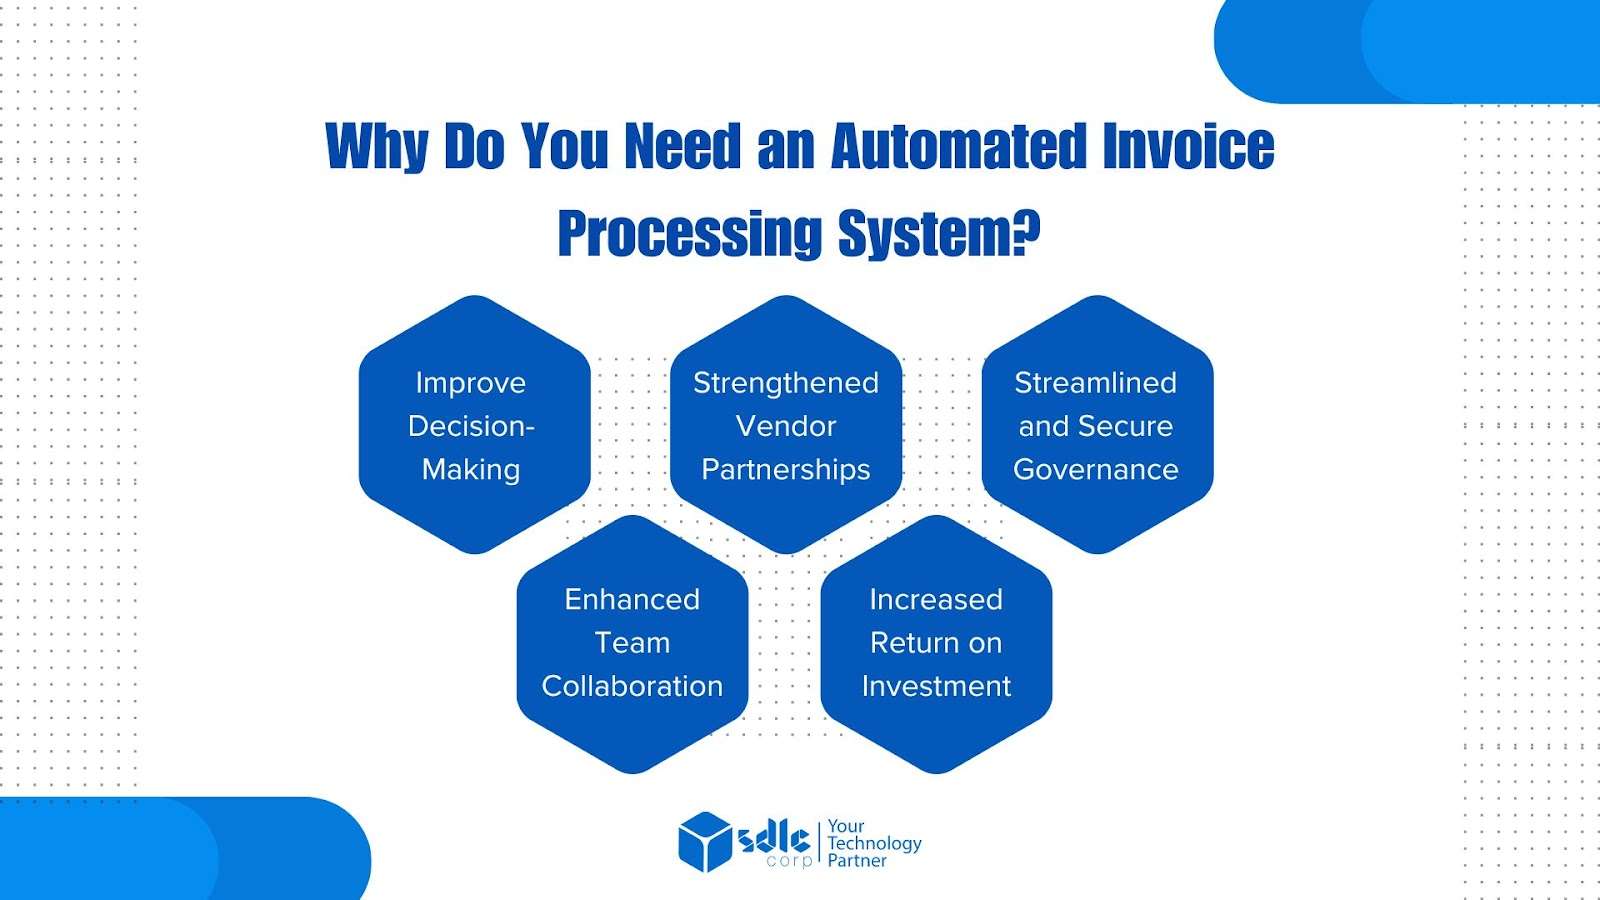 Why Do You Need an Automated Invoice
Processing System?
Improve
Decision-
Making
Strengthened
Vendor
Partnerships
Streamlined
and Secure
Governance
Enhanced
Team
Collaboration
Increased
Return on
Investment
sdlc
corp
Your
Technology
Partner